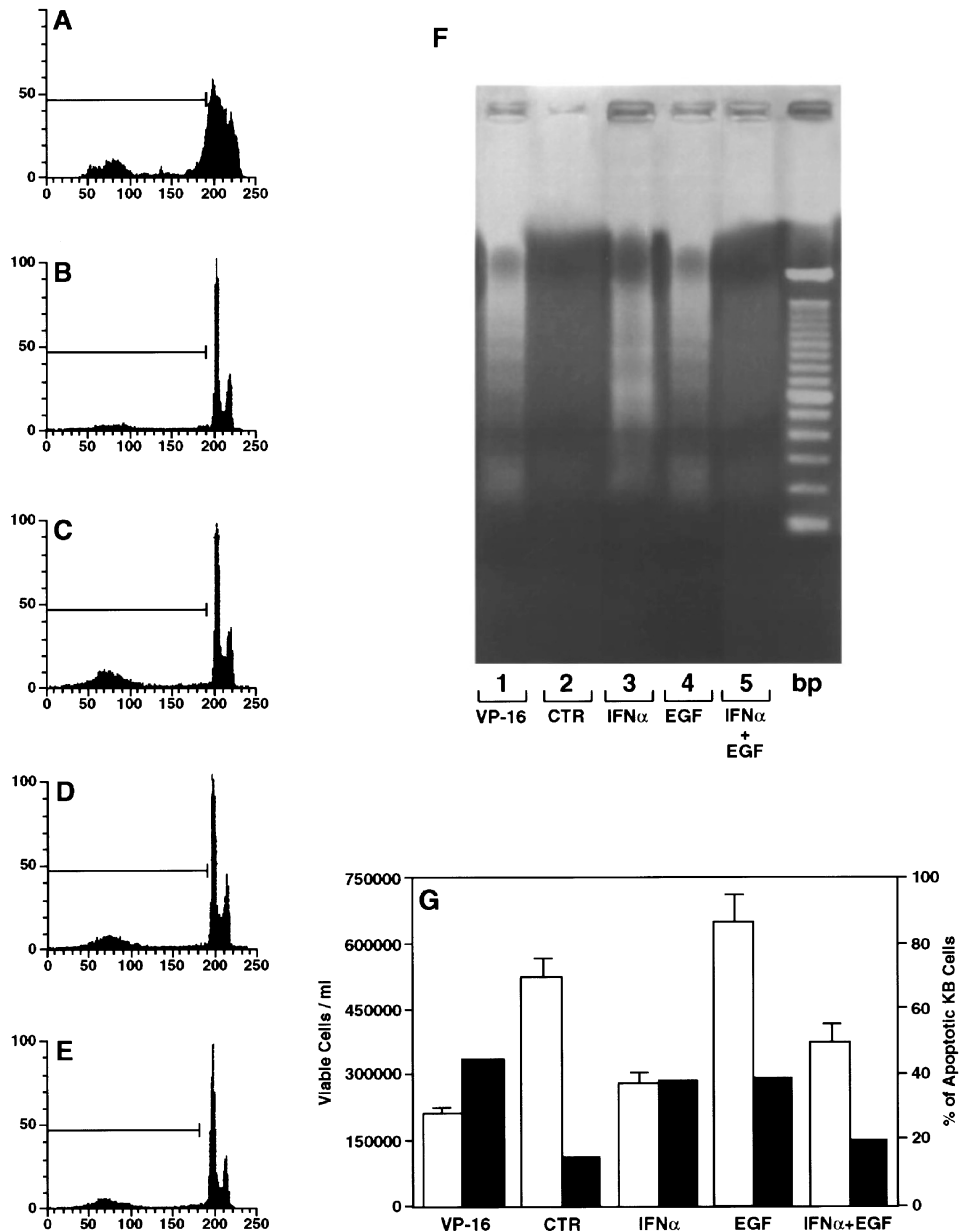 A
50
0
0 50 100 150 200 250
B
100
50
0
0 50 100 150 200 250
C
100
50
0
0 50 100 150 200 250
D
100
50
0
0 50 100 150 200 250
E
100
50
0
0 50 100 150 200 250
F
1 2 3 4 5 bp
VP-16 CTR IFNα EGF IFNα
+
EGF
G
Viable Cells / ml
750000
600000
450000
300000
150000
0
100
80
60
40
20
0
% of Apoptotic KB Cells
VP-16 CTR IFNα EGF IFNα+EGF